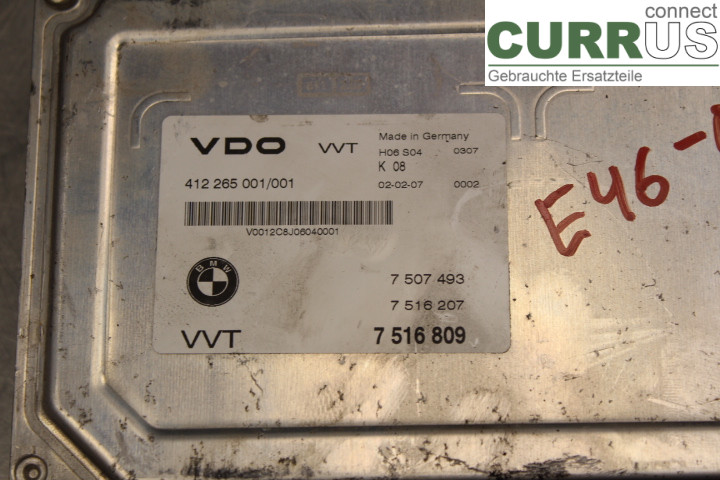 connect
CURRUS
Gebrauchte Ersatzteile
VDO VVT
Made in Germany
H06 S04 0307
K 08
412 265 001/001
02-02-07 0002
V0012C8J06040001
BMW
7 507 493
7 516 207
VVT 7 516 809
E46-